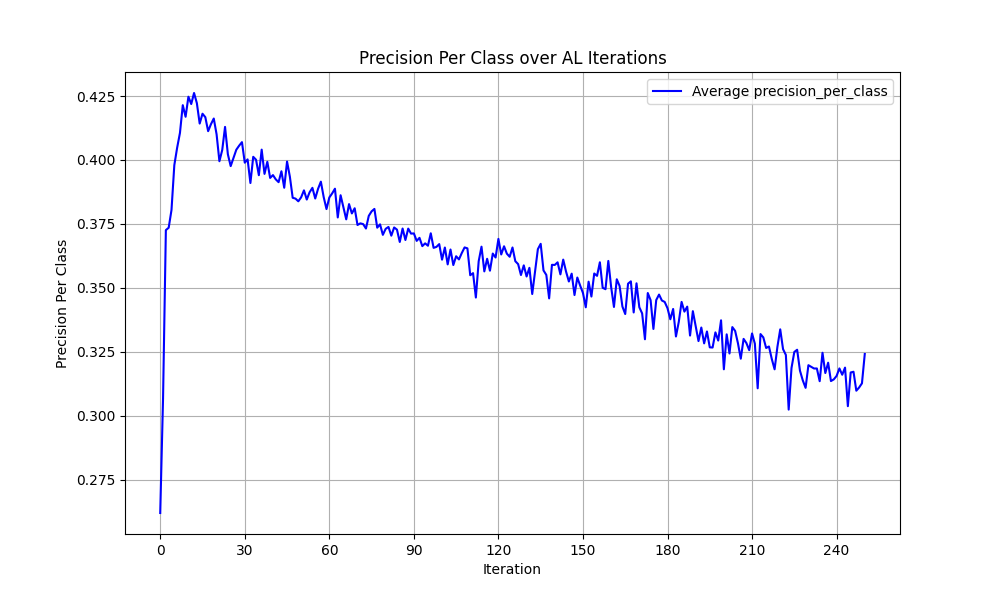 Precision Per Class over AL Iterations
Average precision_per_class
Precision Per Class
0.425
0.400
0.375
0.350
0.325
0.300
0.275
0 30 60 90 120 150 180 210 240
Iteration